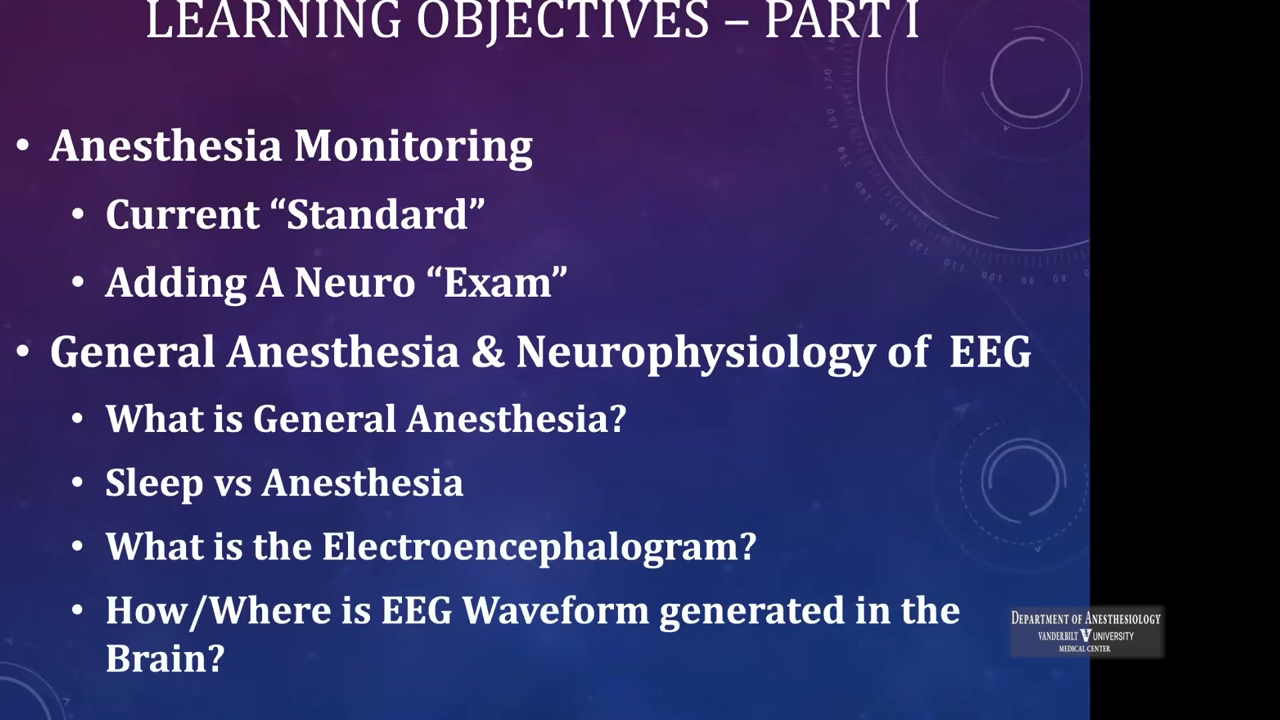 LEARNING OBJECTIVES – PART I
• Anesthesia Monitoring
• Current “Standard”
• Adding A Neuro “Exam”
• General Anesthesia & Neurophysiology of EEG
• What is General Anesthesia?
• Sleep vs Anesthesia
• What is the Electroencephalogram?
• How/Where is EEG Waveform generated in the
Brain?
DEPARTMENT OF ANESTHESIOLOGY
VANDERBILT UNIVERSITY
MEDICAL CENTER